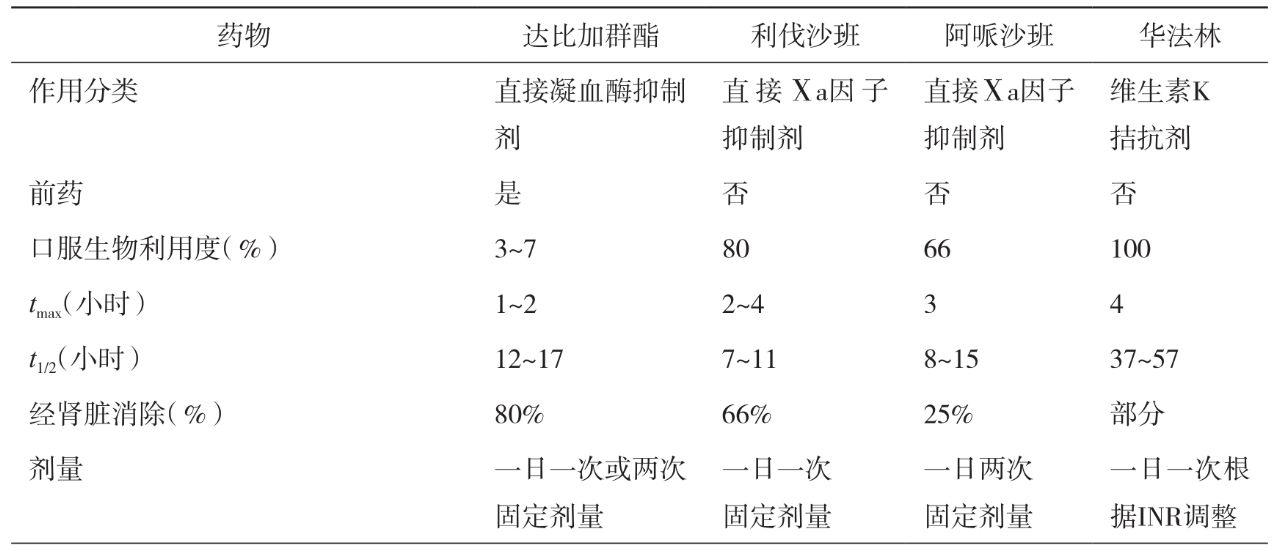 药物 达比加群酯 利伐沙班 阿哌沙班 华法林
作用分类 直接凝血酶抑制 直接 Ⅹa因子 直接Ⅹa因子 维生素K
剂 抑制剂 抑制剂 拮抗剂
前药 是 否 否 否
口服生物利用度(%) 3~7 80 66 100
tmax(小时) 1~2 2~4 3 4
t1/2(小时) 12~17 7~11 8~15 37~57
经肾脏消除(%) 80% 66% 25% 部分
剂量 一日一次或两次 一日一次 一日两次 一日一次根
固定剂量 固定剂量 固定剂量 据INR调整